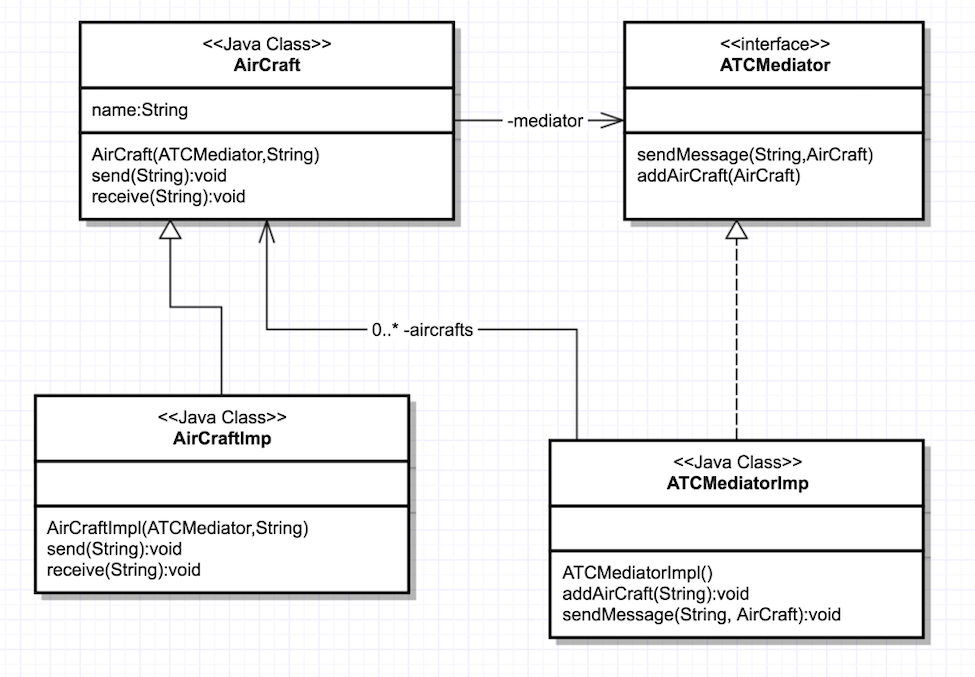 <<Java Class>>
AirCraft
name:String
AirCraft(ATCMediator,String)
send(String):void
receive(String):void
-mediator
<<interface>>
ATCMediator
sendMessage(String,AirCraft)
addAirCraft(AirCraft)
0..* -aircrafts
<<Java Class>>
AirCraftImp
AirCraftImpl(ATCMediator,String)
send(String):void
receive(String):void
<<Java Class>>
ATCMediatorImp
ATCMediatorImpl()
addAirCraft(String):void
sendMessage(String, AirCraft):void